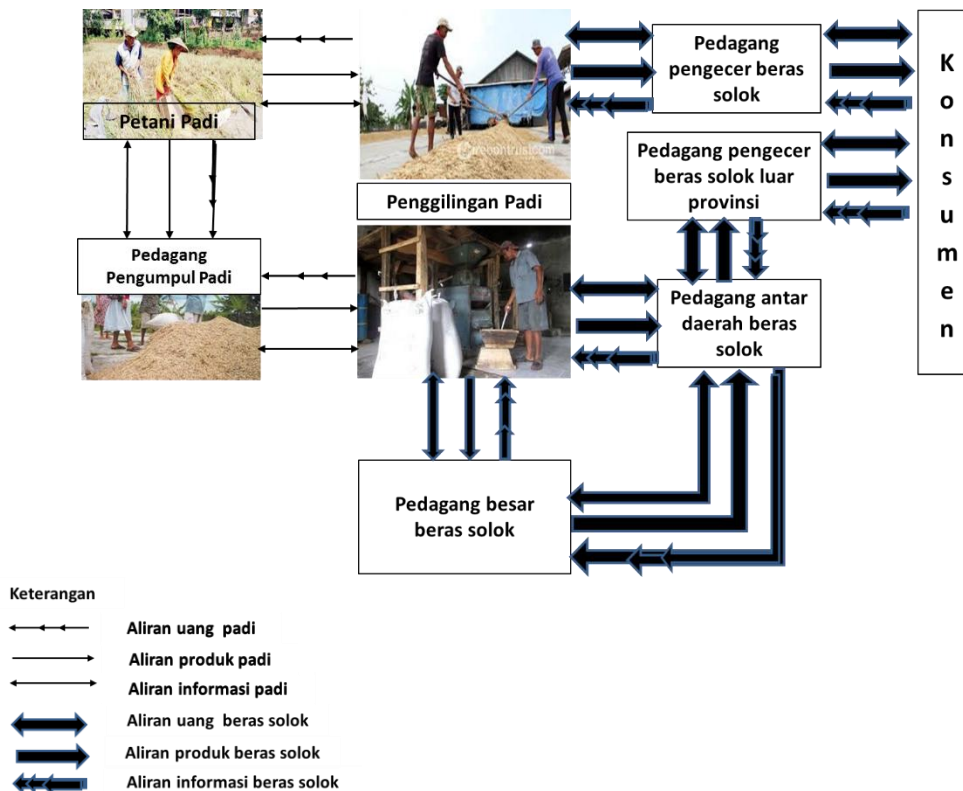 Petani Padi
Pedagang
Pengumpul Padi
Penggilingan Padi
Pedagang
pengecer beras
solok
Pedagang pengecer
beras solok luar
provinsi
Pedagang antar
daerah beras
solok
Pedagang besar
beras solok
K
o
n
s
u
m
e
n
Keterangan
Aliran uang padi
Aliran produk padi
Aliran informasi padi
Aliran uang beras solok
Aliran produk beras solok
Aliran informasi beras solok